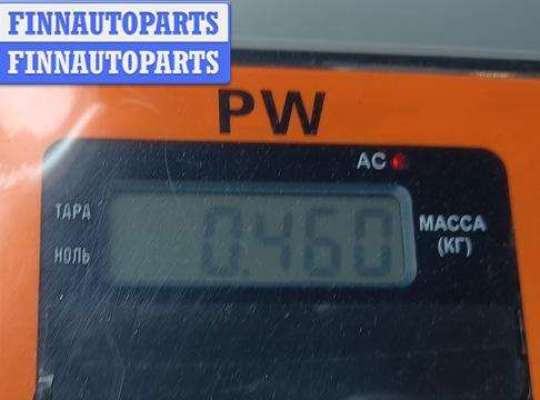 FINNAUTOPARTS
FINNAUTOPARTS
PW
AC
ТАРА
0.460
МАССА
НОЛЬ
(КГ)